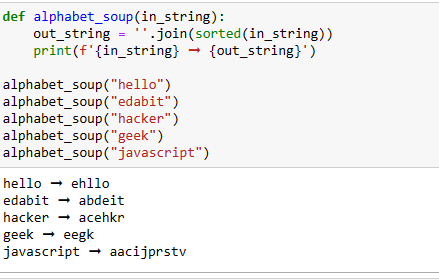 def alphabet_soup(in_string):
    out_string = ''.join(sorted(in_string))
    print(f'{in_string} → {out_string}')
alphabet_soup("hello")
alphabet_soup("edabit")
alphabet_soup("hacker")
alphabet_soup("geek")
alphabet_soup("javascript")
hello → ehllo
edabit → abdeit
hacker → acehkr
geek → eegk
javascript → aacijprstv